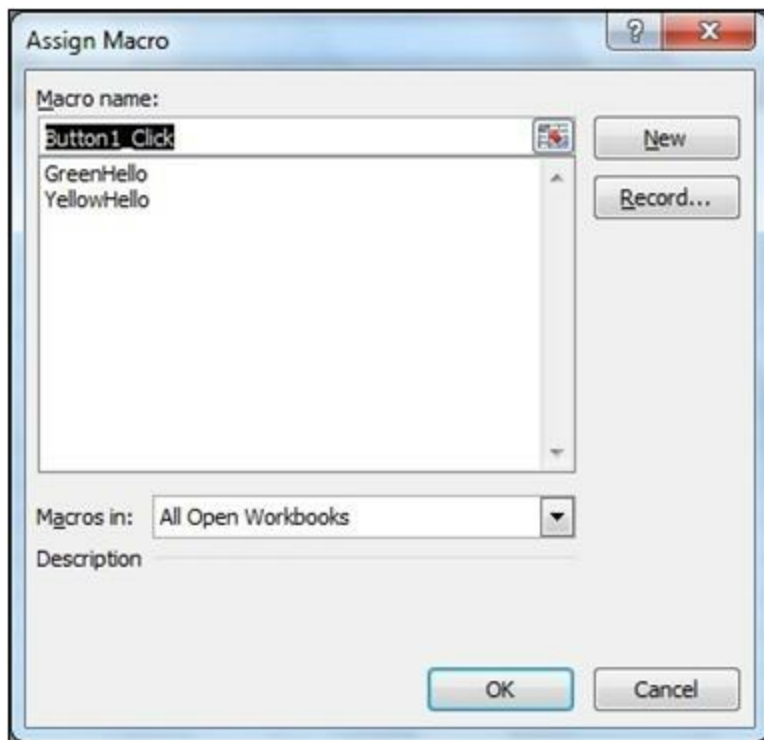 Assign Macro
Macro name:
Button1_Click
New
GreenHello
YellowHello
Record...
Macros in: All Open Workbooks
Description
OK Cancel